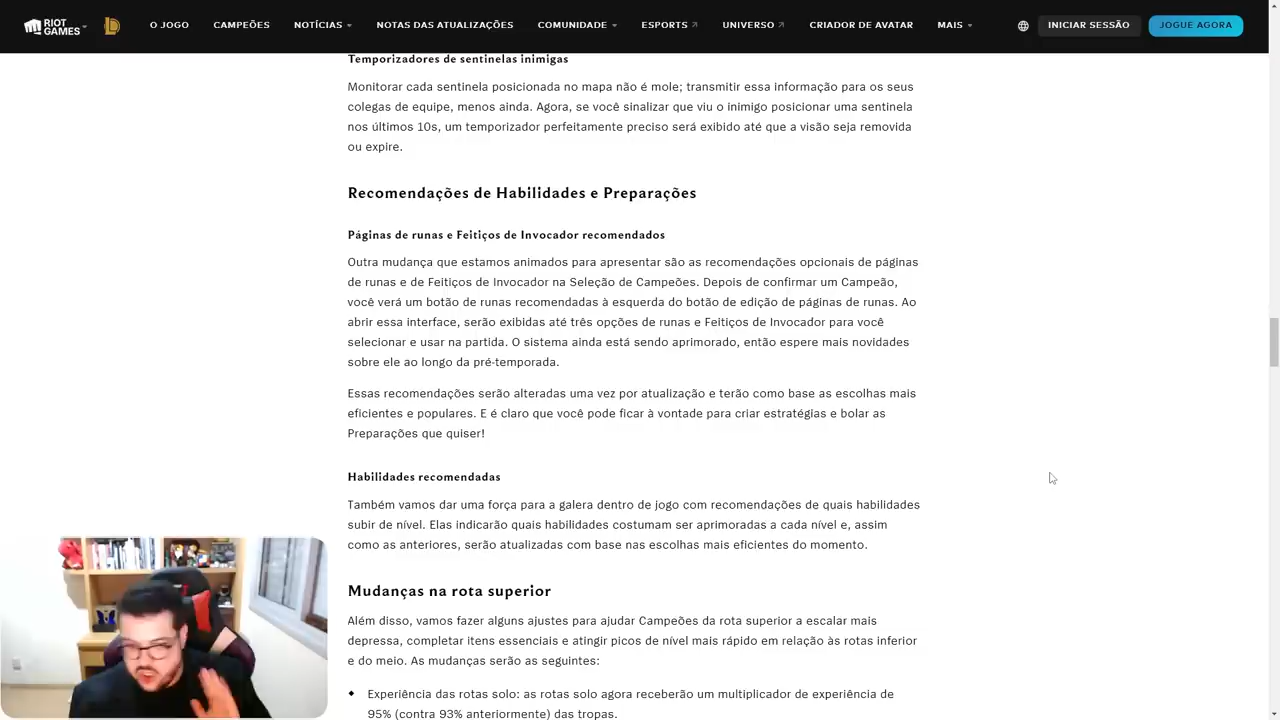 RIOT GAMES
O JOGO CAMPEÕES NOTÍCIAS NOTAS DAS ATUALIZAÇÕES COMUNIDADE ESPORTS UNIVERSO CRIADOR DE AVATAR MAIS INICIAR SESSÃO JOGUE AGORA
Temporizadores de sentinelas inimigas
Monitorar cada sentinela posicionada no mapa não é mole; transmitir essa informação para os seus
colegas de equipe, menos ainda. Agora, se você sinalizar que viu o inimigo posicionar uma sentinela
nos últimos 10s, um temporizador perfeitamente preciso será exibido até que a visão seja removida
ou expire.
Recomendações de Habilidades e Preparações
Páginas de runas e Feitiços de Invocador recomendados
Outra mudança que estamos animados para apresentar são as recomendações opcionais de páginas
de runas e de Feitiços de Invocador na Seleção de Campeões. Depois de confirmar um Campeão,
você verá um botão de runas recomendadas à esquerda do botão de edição de páginas de runas. Ao
abrir essa interface, serão exibidas até três opções de runas e Feitiços de Invocador para você
selecionar e usar na partida. O sistema ainda está sendo aprimorado, então espere mais novidades
sobre ele ao longo da pré-temporada.
Essas recomendações serão alteradas uma vez por atualização e terão como base as escolhas mais
eficientes e populares. E é claro que você pode ficar à vontade para criar estratégias e bolar as
Preparações que quiser!
Habilidades recomendadas
Também vamos dar uma força para a galera dentro de jogo com recomendações de quais habilidades
subir de nível. Elas indicarão quais habilidades costumam ser aprimoradas a cada nível e, assim
como as anteriores, serão atualizadas com base nas escolhas mais eficientes do momento.
Mudanças na rota superior
Além disso, vamos fazer alguns ajustes para ajudar Campeões da rota superior a escalar mais
depressa, completar itens essenciais e atingir picos de nível mais rápido em relação às rotas inferior
e do meio. As mudanças serão as seguintes:
Experiência das rotas solo: as rotas solo agora receberão um multiplicador de experiência de
95% (contra 93% anteriormente) das tropas.